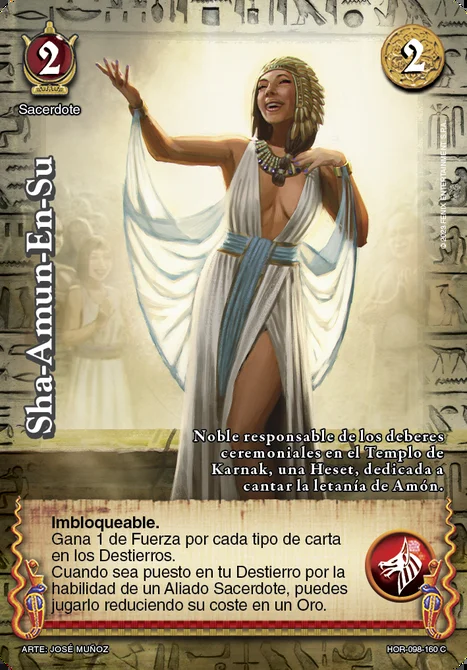 2
2
Sacerdote
Sha-Amun-En-Su
© 2023 FENIX ENTERTAINMENT S.P.A.
Noble responsable de los deberes
ceremoniales en el Templo de
Karnak, una Heset, dedicada a
cantar la letanía de Amón.
Imbloqueable.
Gana 1 de Fuerza por cada tipo de carta
en los Destierros.
Cuando sea puesto en tu Destierro por la
habilidad de un Aliado Sacerdote, puedes
jugarlo reduciendo su coste en un Oro.
ARTE: JOSÉ MUÑOZ
HOR-098-160 C